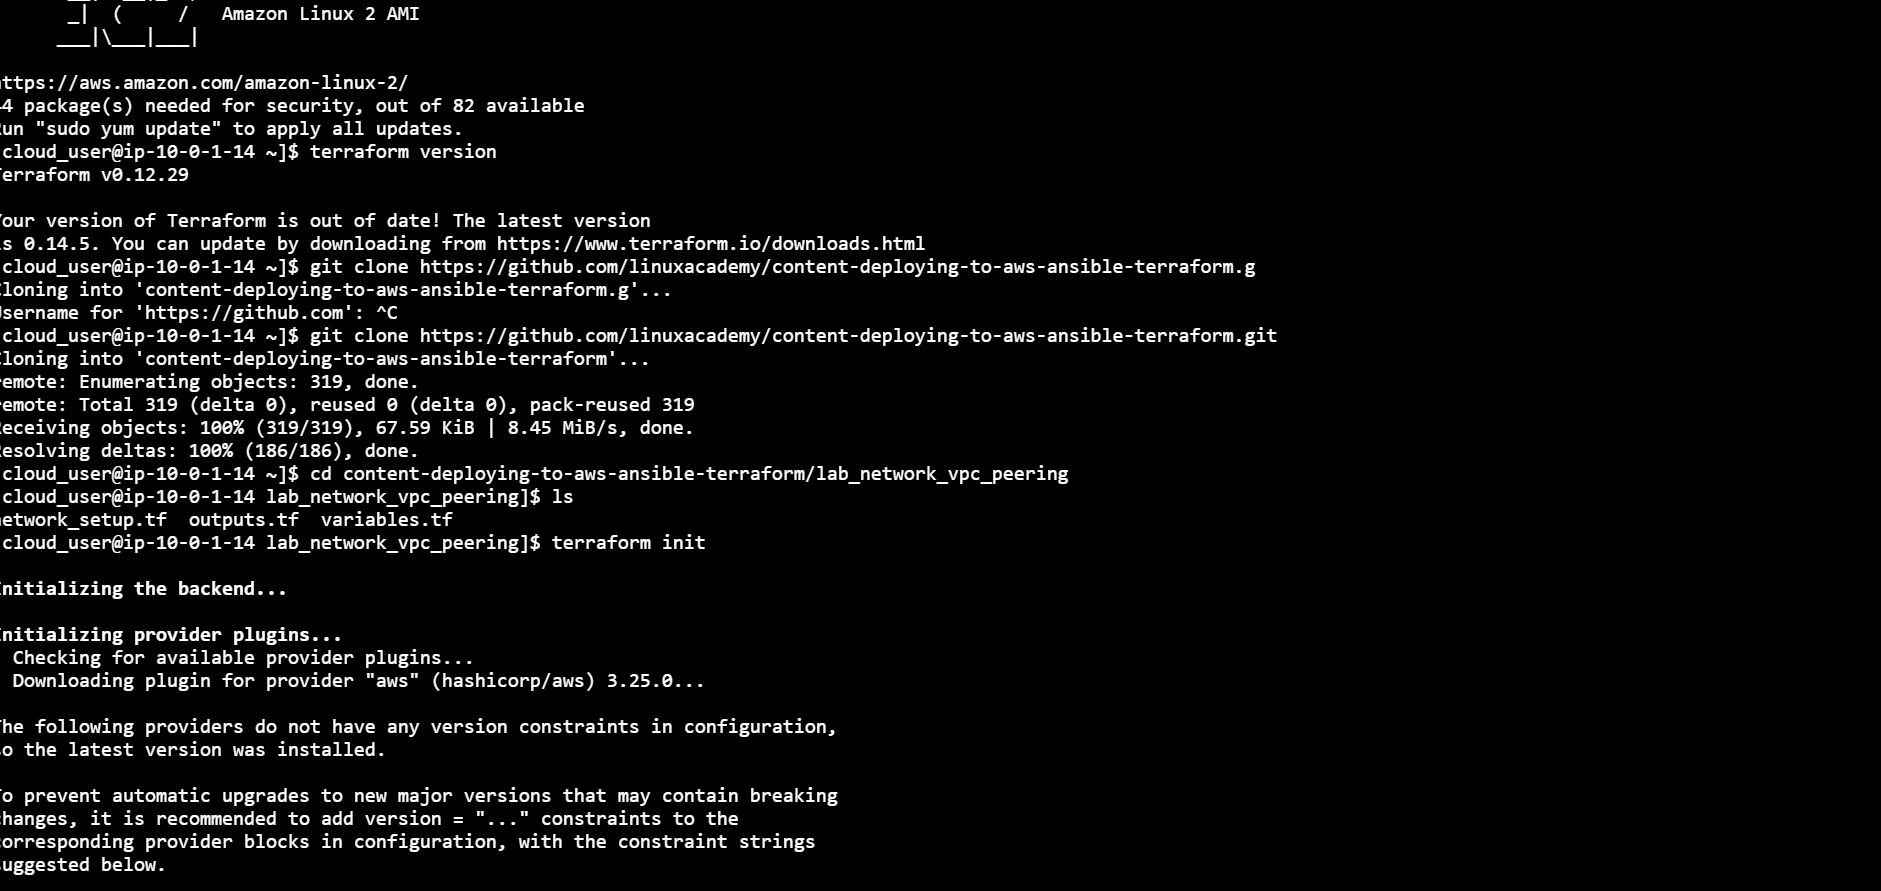 _|  (     /   Amazon Linux 2 AMI
___|\___|___|
ttps://aws.amazon.com/amazon-linux-2/
4 package(s) needed for security, out of 82 available
un "sudo yum update" to apply all updates.
cloud_user@ip-10-0-1-14 ~]$ terraform version
erraform v0.12.29
our version of Terraform is out of date! The latest version
s 0.14.5. You can update by downloading from https://www.terraform.io/downloads.html
cloud_user@ip-10-0-1-14 ~]$ git clone https://github.com/linuxacademy/content-deploying-to-aws-ansible-terraform.g
loning into 'content-deploying-to-aws-ansible-terraform.g'...
sername for 'https://github.com': ^C
cloud_user@ip-10-0-1-14 ~]$ git clone https://github.com/linuxacademy/content-deploying-to-aws-ansible-terraform.git
loning into 'content-deploying-to-aws-ansible-terraform'...
emote: Enumerating objects: 319, done.
emote: Total 319 (delta 0), reused 0 (delta 0), pack-reused 319
eceiving objects: 100% (319/319), 67.59 KiB | 8.45 MiB/s, done.
esolving deltas: 100% (186/186), done.
cloud_user@ip-10-0-1-14 ~]$ cd content-deploying-to-aws-ansible-terraform/lab_network_vpc_peering
cloud_user@ip-10-0-1-14 lab_network_vpc_peering]$ ls
etwork_setup.tf  outputs.tf  variables.tf
cloud_user@ip-10-0-1-14 lab_network_vpc_peering]$ terraform init
nitializing the backend...
nitializing provider plugins...
Checking for available provider plugins...
Downloading plugin for provider "aws" (hashicorp/aws) 3.25.0...
he following providers do not have any version constraints in configuration,
o the latest version was installed.
o prevent automatic upgrades to new major versions that may contain breaking
hanges, it is recommended to add version = "..." constraints to the
orresponding provider blocks in configuration, with the constraint strings
uggested below.